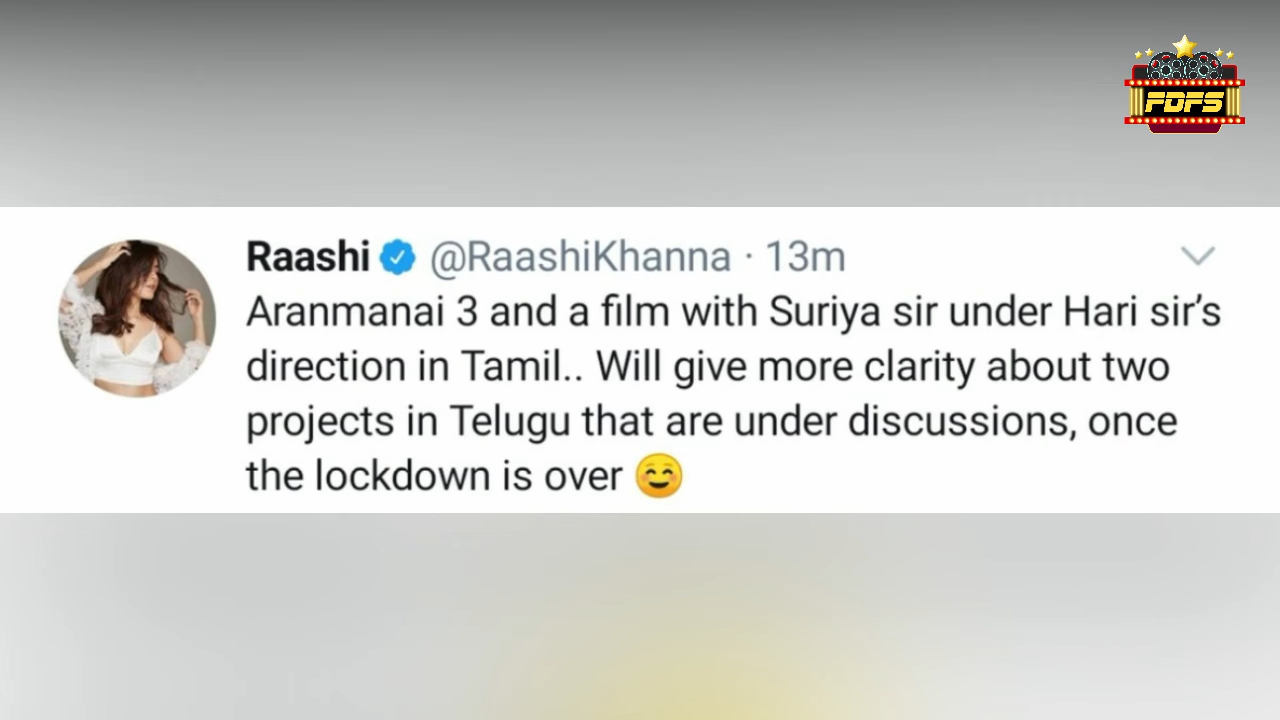 FDFS
Raashi @RaashiKhanna · 13m
Aranmanai 3 and a film with Suriya sir under Hari sir’s
direction in Tamil.. Will give more clarity about two
projects in Telugu that are under discussions, once
the lockdown is over ☺️